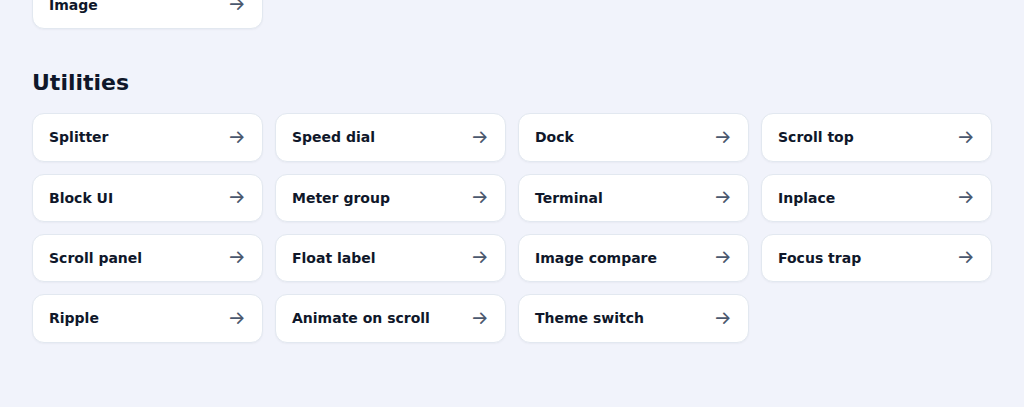 Image
Utilities
Splitter
Speed dial
Dock
Scroll top
Block UI
Meter group
Terminal
Inplace
Scroll panel
Float label
Image compare
Focus trap
Ripple
Animate on scroll
Theme switch